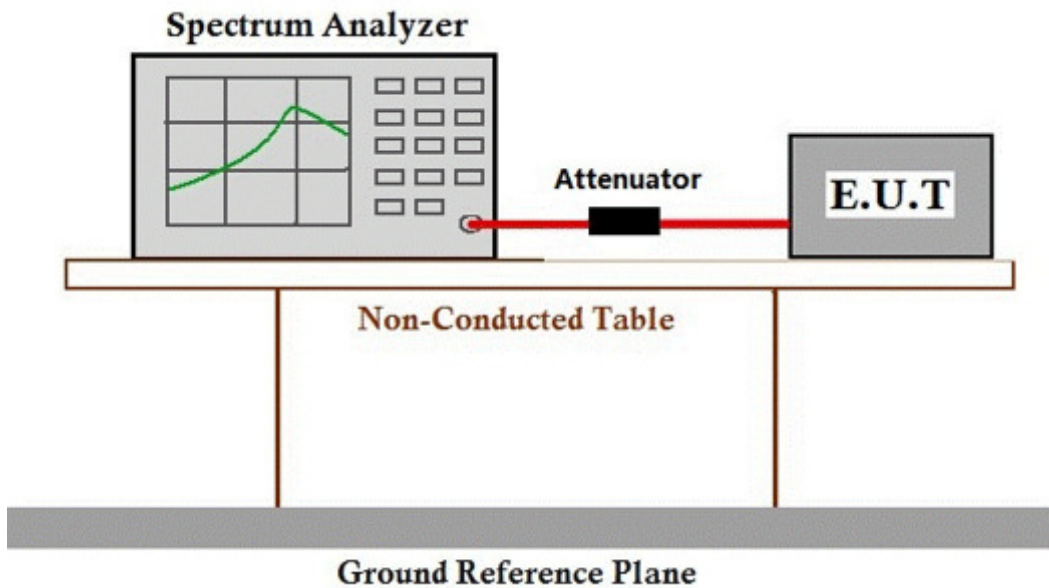 Spectrum Analyzer
Attenuator
E.U.T
Non-Conducted Table
Ground Reference Plane